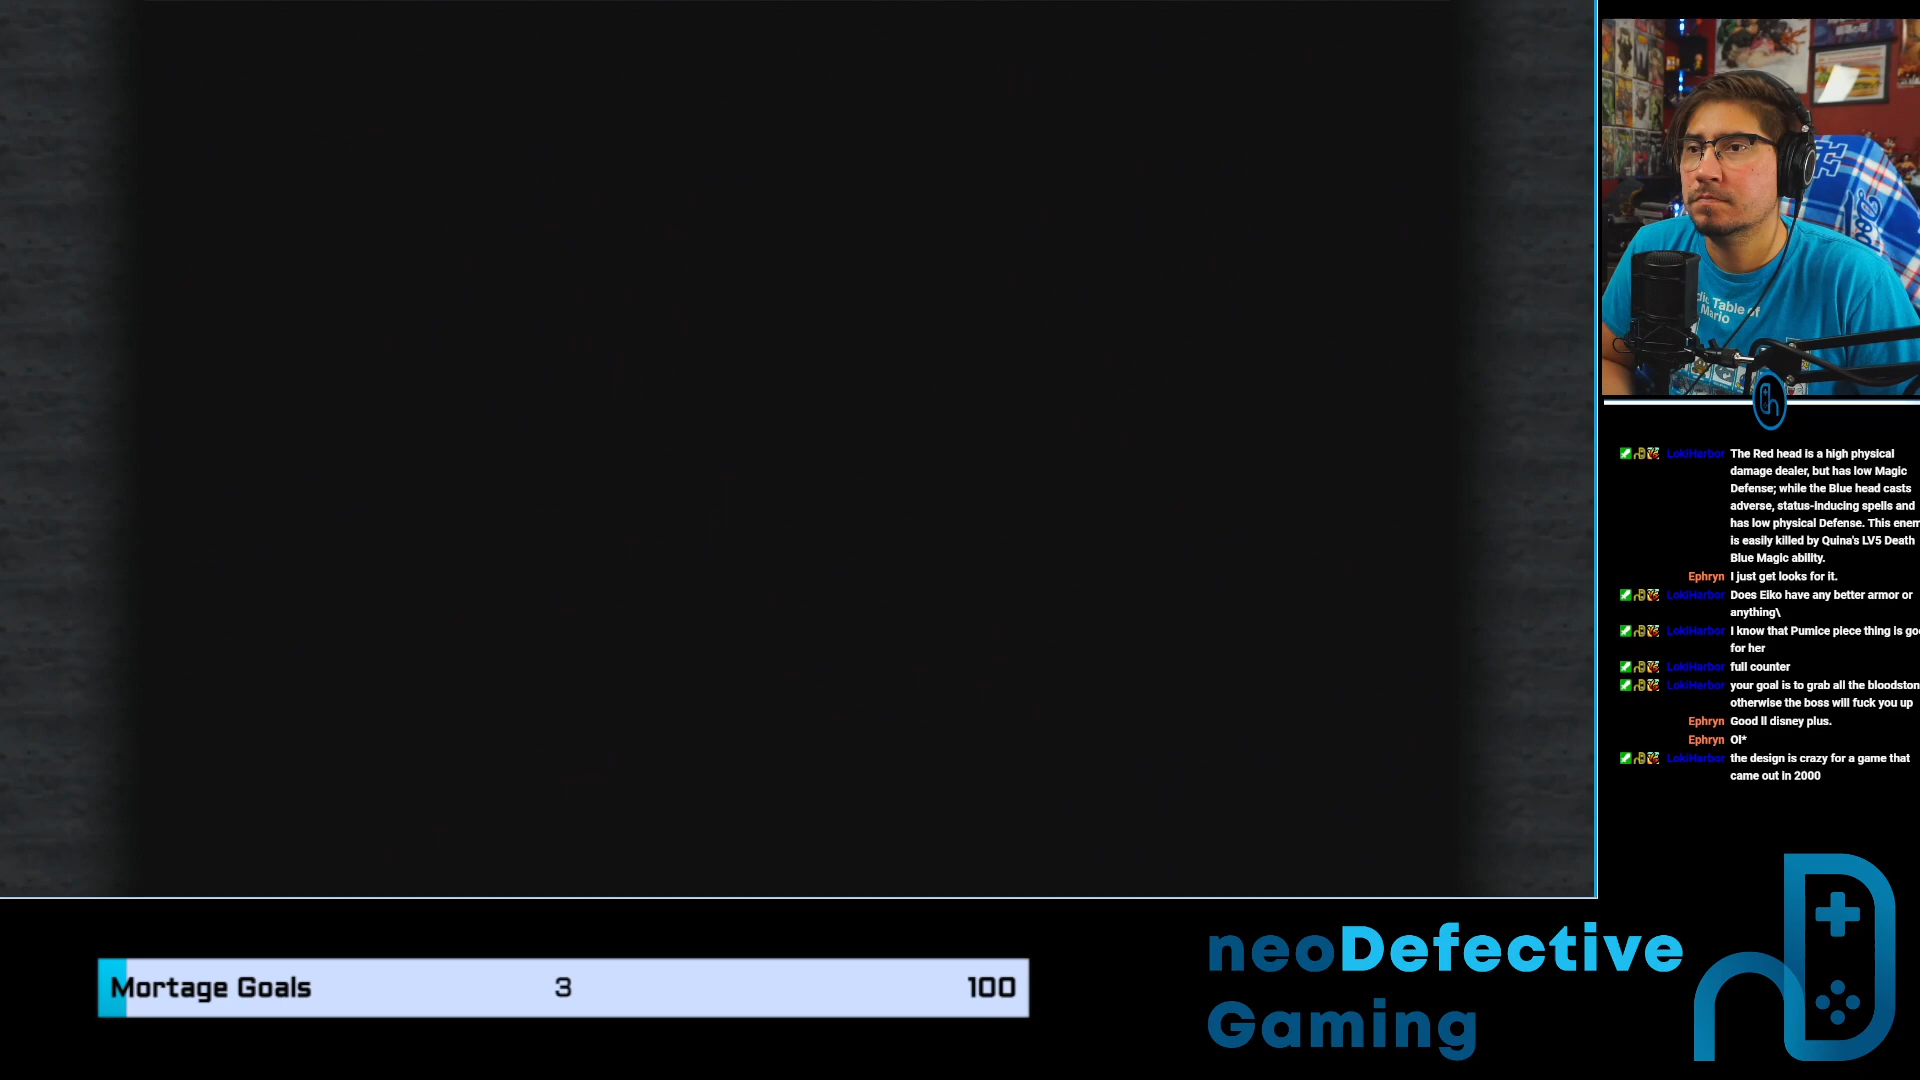 dic Table of
Mario
LokiHarbor The Red head is a high physical
damage dealer, but has low Magic
Defense; while the Blue head casts
adverse, status-inducing spells and
has low physical Defense. This enem
is easily killed by Quina's LV5 Death
Blue Magic ability.
Ephryn I just get looks for it.
LokiHarbor Does Eiko have any better armor or
anything\
LokiHarbor I know that Pumice piece thing is goo
for her
LokiHarbor full counter
LokiHarbor your goal is to grab all the bloodston
otherwise the boss will fuck you up
Ephryn Good ll disney plus.
Ephryn Ol*
LokiHarbor the design is crazy for a game that
came out in 2000
Mortage Goals 3 100
neoDefective
Gaming